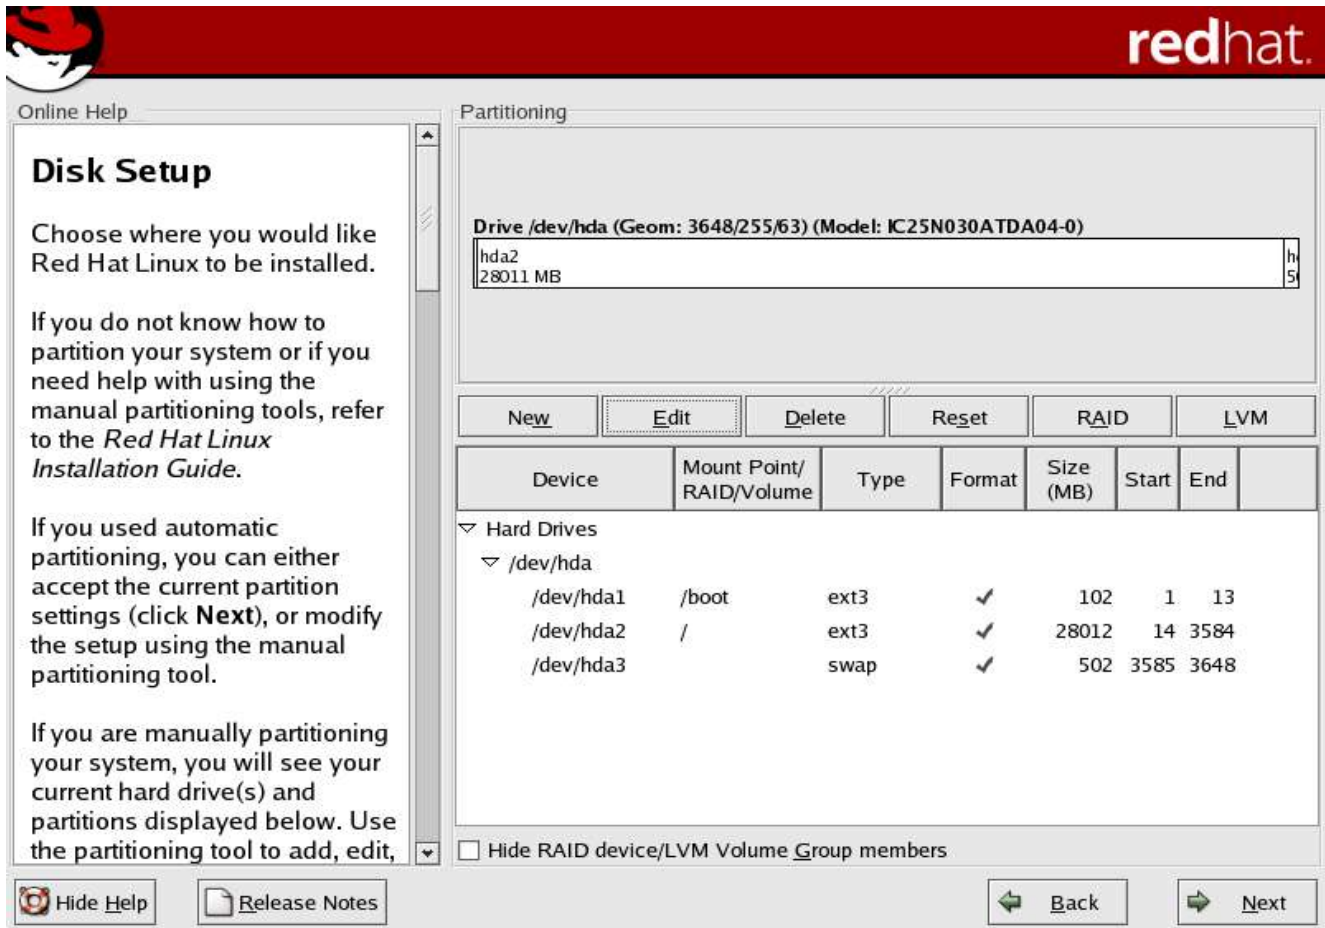 redhat.
Online Help
Disk Setup
Choose where you would like
Red Hat Linux to be installed.
If you do not know how to
partition your system or if you
need help with using the
manual partitioning tools, refer
to the Red Hat Linux
Installation Guide.
If you used automatic
partitioning, you can either
accept the current partition
settings (click Next), or modify
the setup using the manual
partitioning tool.
If you are manually partitioning
your system, you will see your
current hard drive(s) and
partitions displayed below. Use
the partitioning tool to add, edit,
Partitioning
Drive /dev/hda (Geom: 3648/255/63) (Model: IC25N030ATDA04-0)
hda2
28011 MB
New Edit Delete Reset RAID LVM
Device Mount Point/ RAID/Volume Type Format Size (MB) Start End
Hard Drives
/dev/hda
/dev/hda1 /boot ext3 102 1 13
/dev/hda2 / ext3 28012 14 3584
/dev/hda3 swap 502 3585 3648
Hide RAID device/LVM Volume Group members
Hide Help Release Notes Back Next